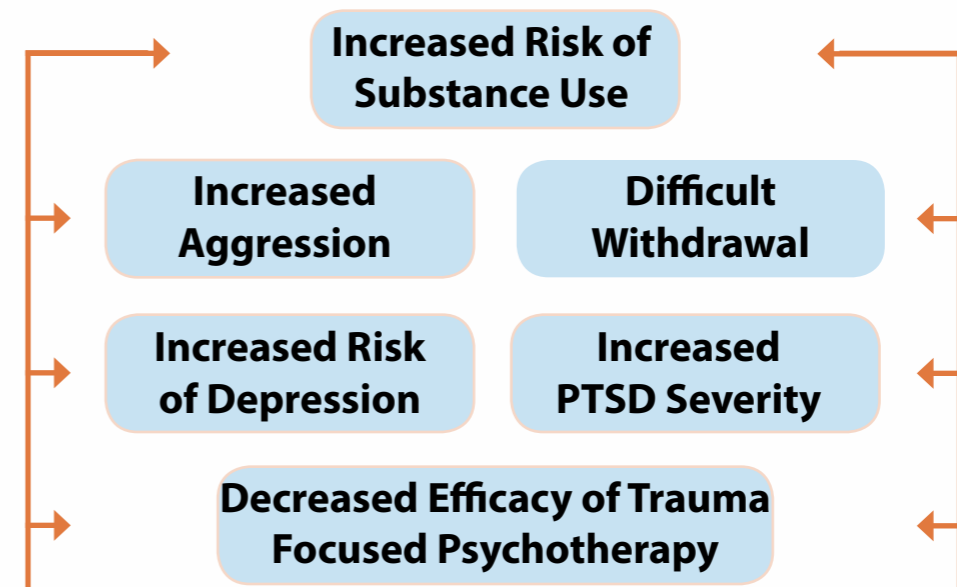 Increased Risk of
Substance Use
Increased
Aggression
Difficult
Withdrawal
Increased Risk
of Depression
Increased
PTSD Severity
Decreased Efficacy of Trauma
Focused Psychotherapy